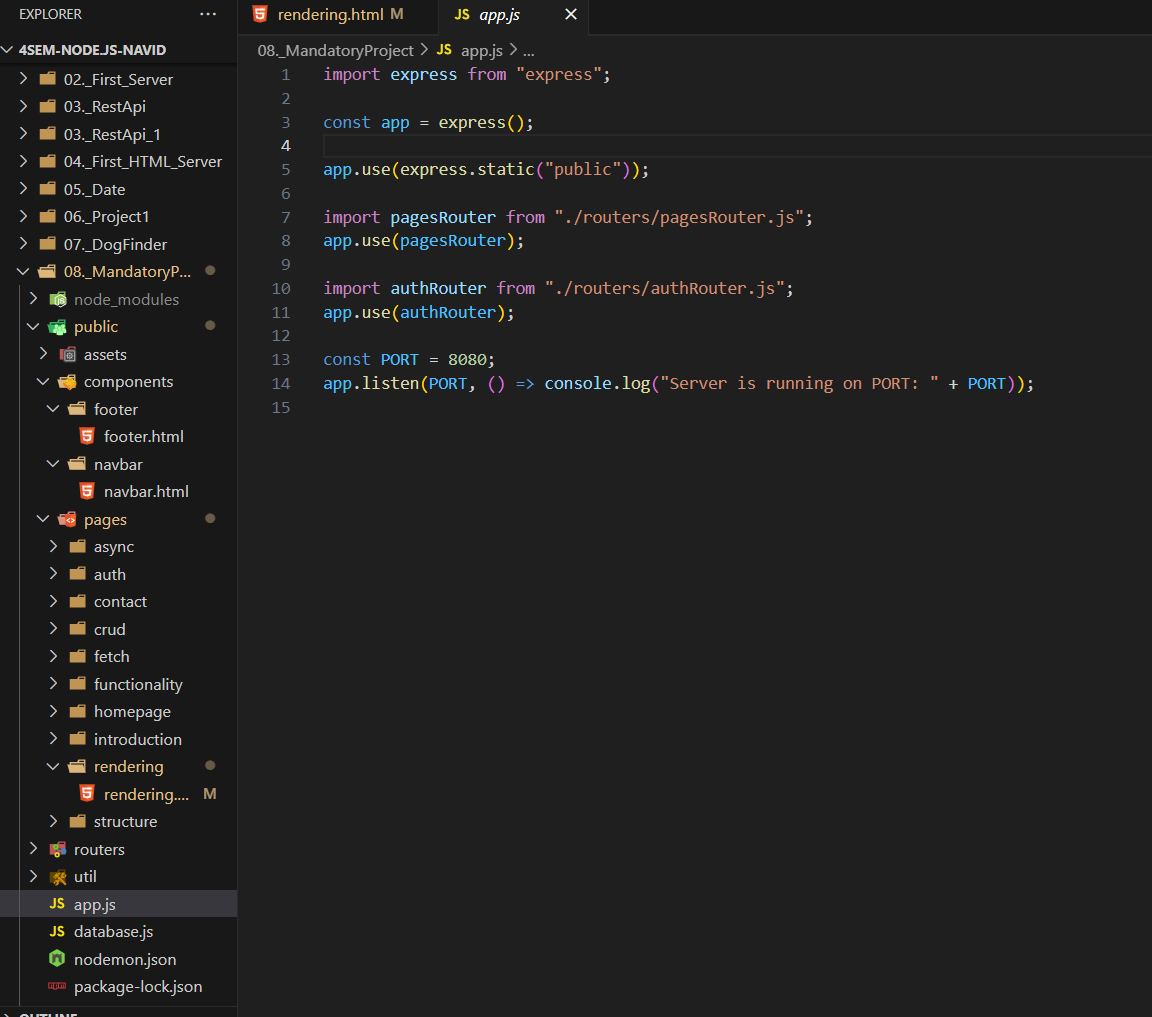 EXPLORER
4SEM-NODE.JS-NAVID
02._First_Server
03._RestApi
03._RestApi_1
04._First_HTML_Server
05._Date
06._Project1
07._DogFinder
08._MandatoryP...
node_modules
public
assets
components
footer
footer.html
navbar
navbar.html
pages
async
auth
contact
crud
fetch
functionality
homepage
introduction
rendering
rendering.... M
structure
routers
util
JS app.js
JS database.js
nodemon.json
package-lock.json
OUTLINE
rendering.html M
JS app.js
08._MandatoryProject > JS app.js > ...
1 import express from "express";
2
3 const app = express();
4
5 app.use(express.static("public"));
6
7 import pagesRouter from "./routers/pagesRouter.js";
8 app.use(pagesRouter);
9
10 import authRouter from "./routers/authRouter.js";
11 app.use(authRouter);
12
13 const PORT = 8080;
14 app.listen(PORT, () => console.log("Server is running on PORT: " + PORT));
15